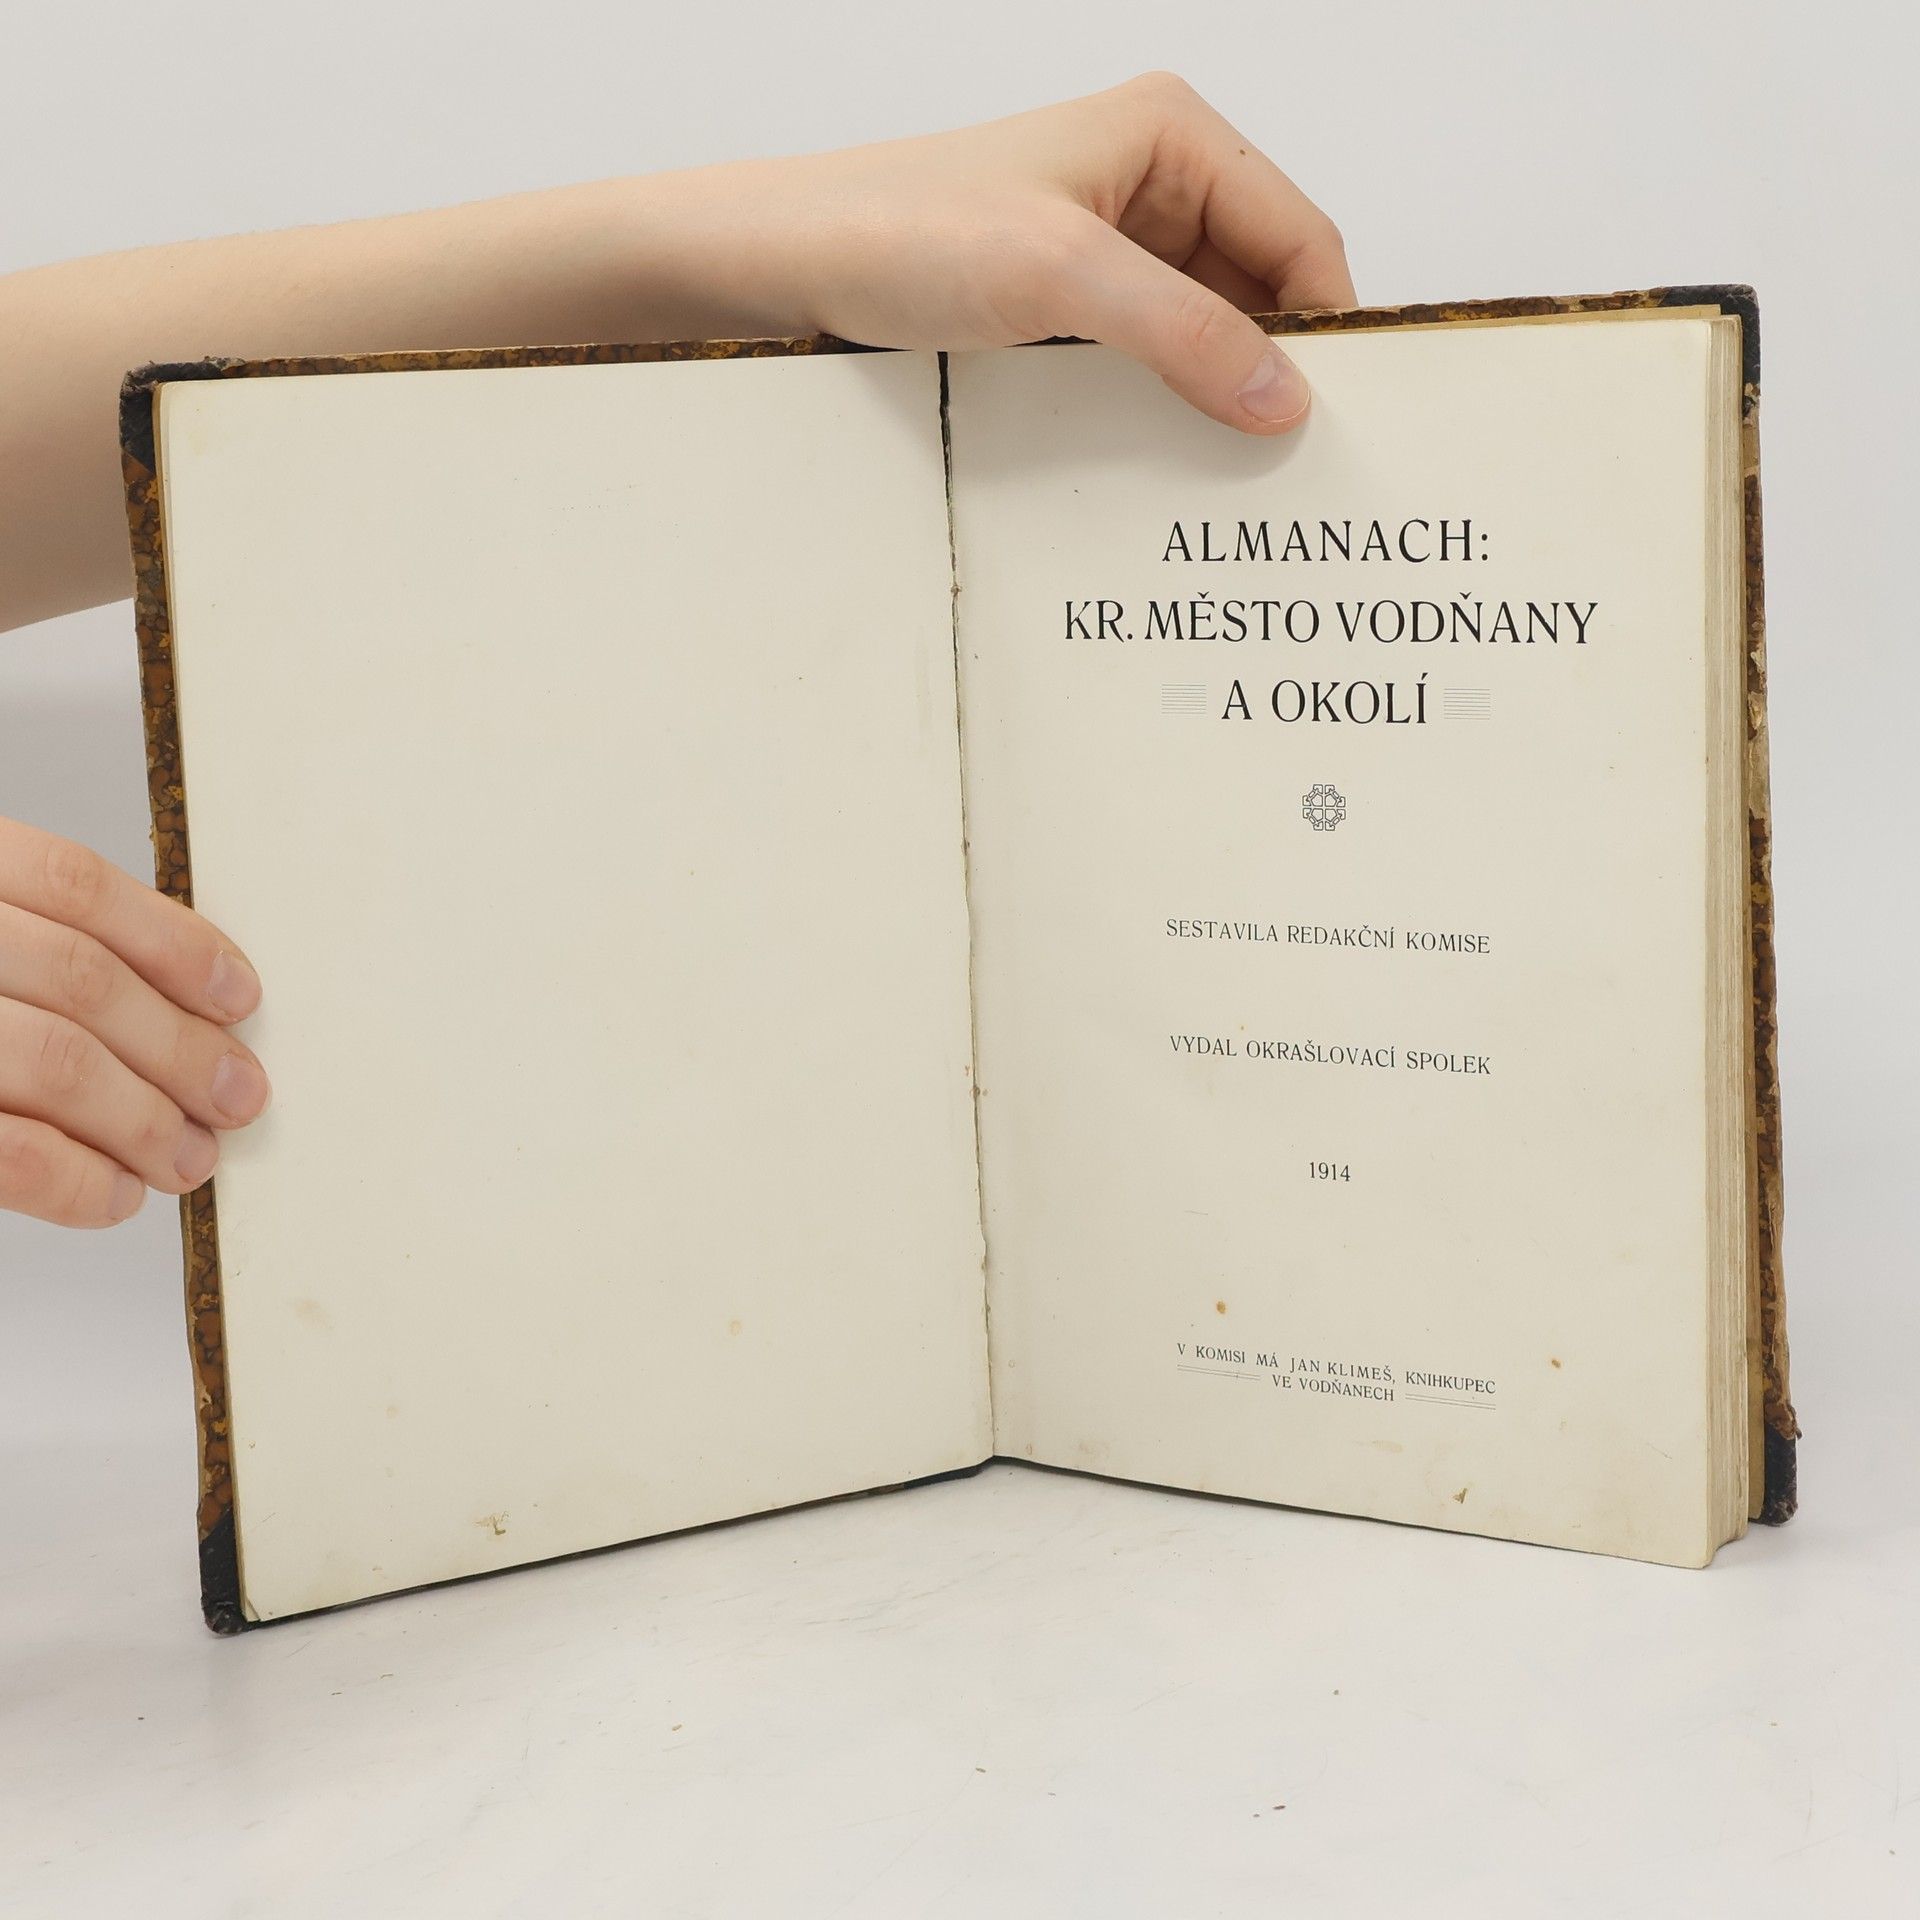 ALMANACH:
KR. MĚSTO VODŇANY
A OKOLÍ
SESTAVILA REDAKČNÍ KOMISE
VYDAL OKRAŠLOVACÍ SPOLEK
1914
V KOMISI MÁ JAN KLIMEŠ, KNIHKUPEC
VE VODŇANECH